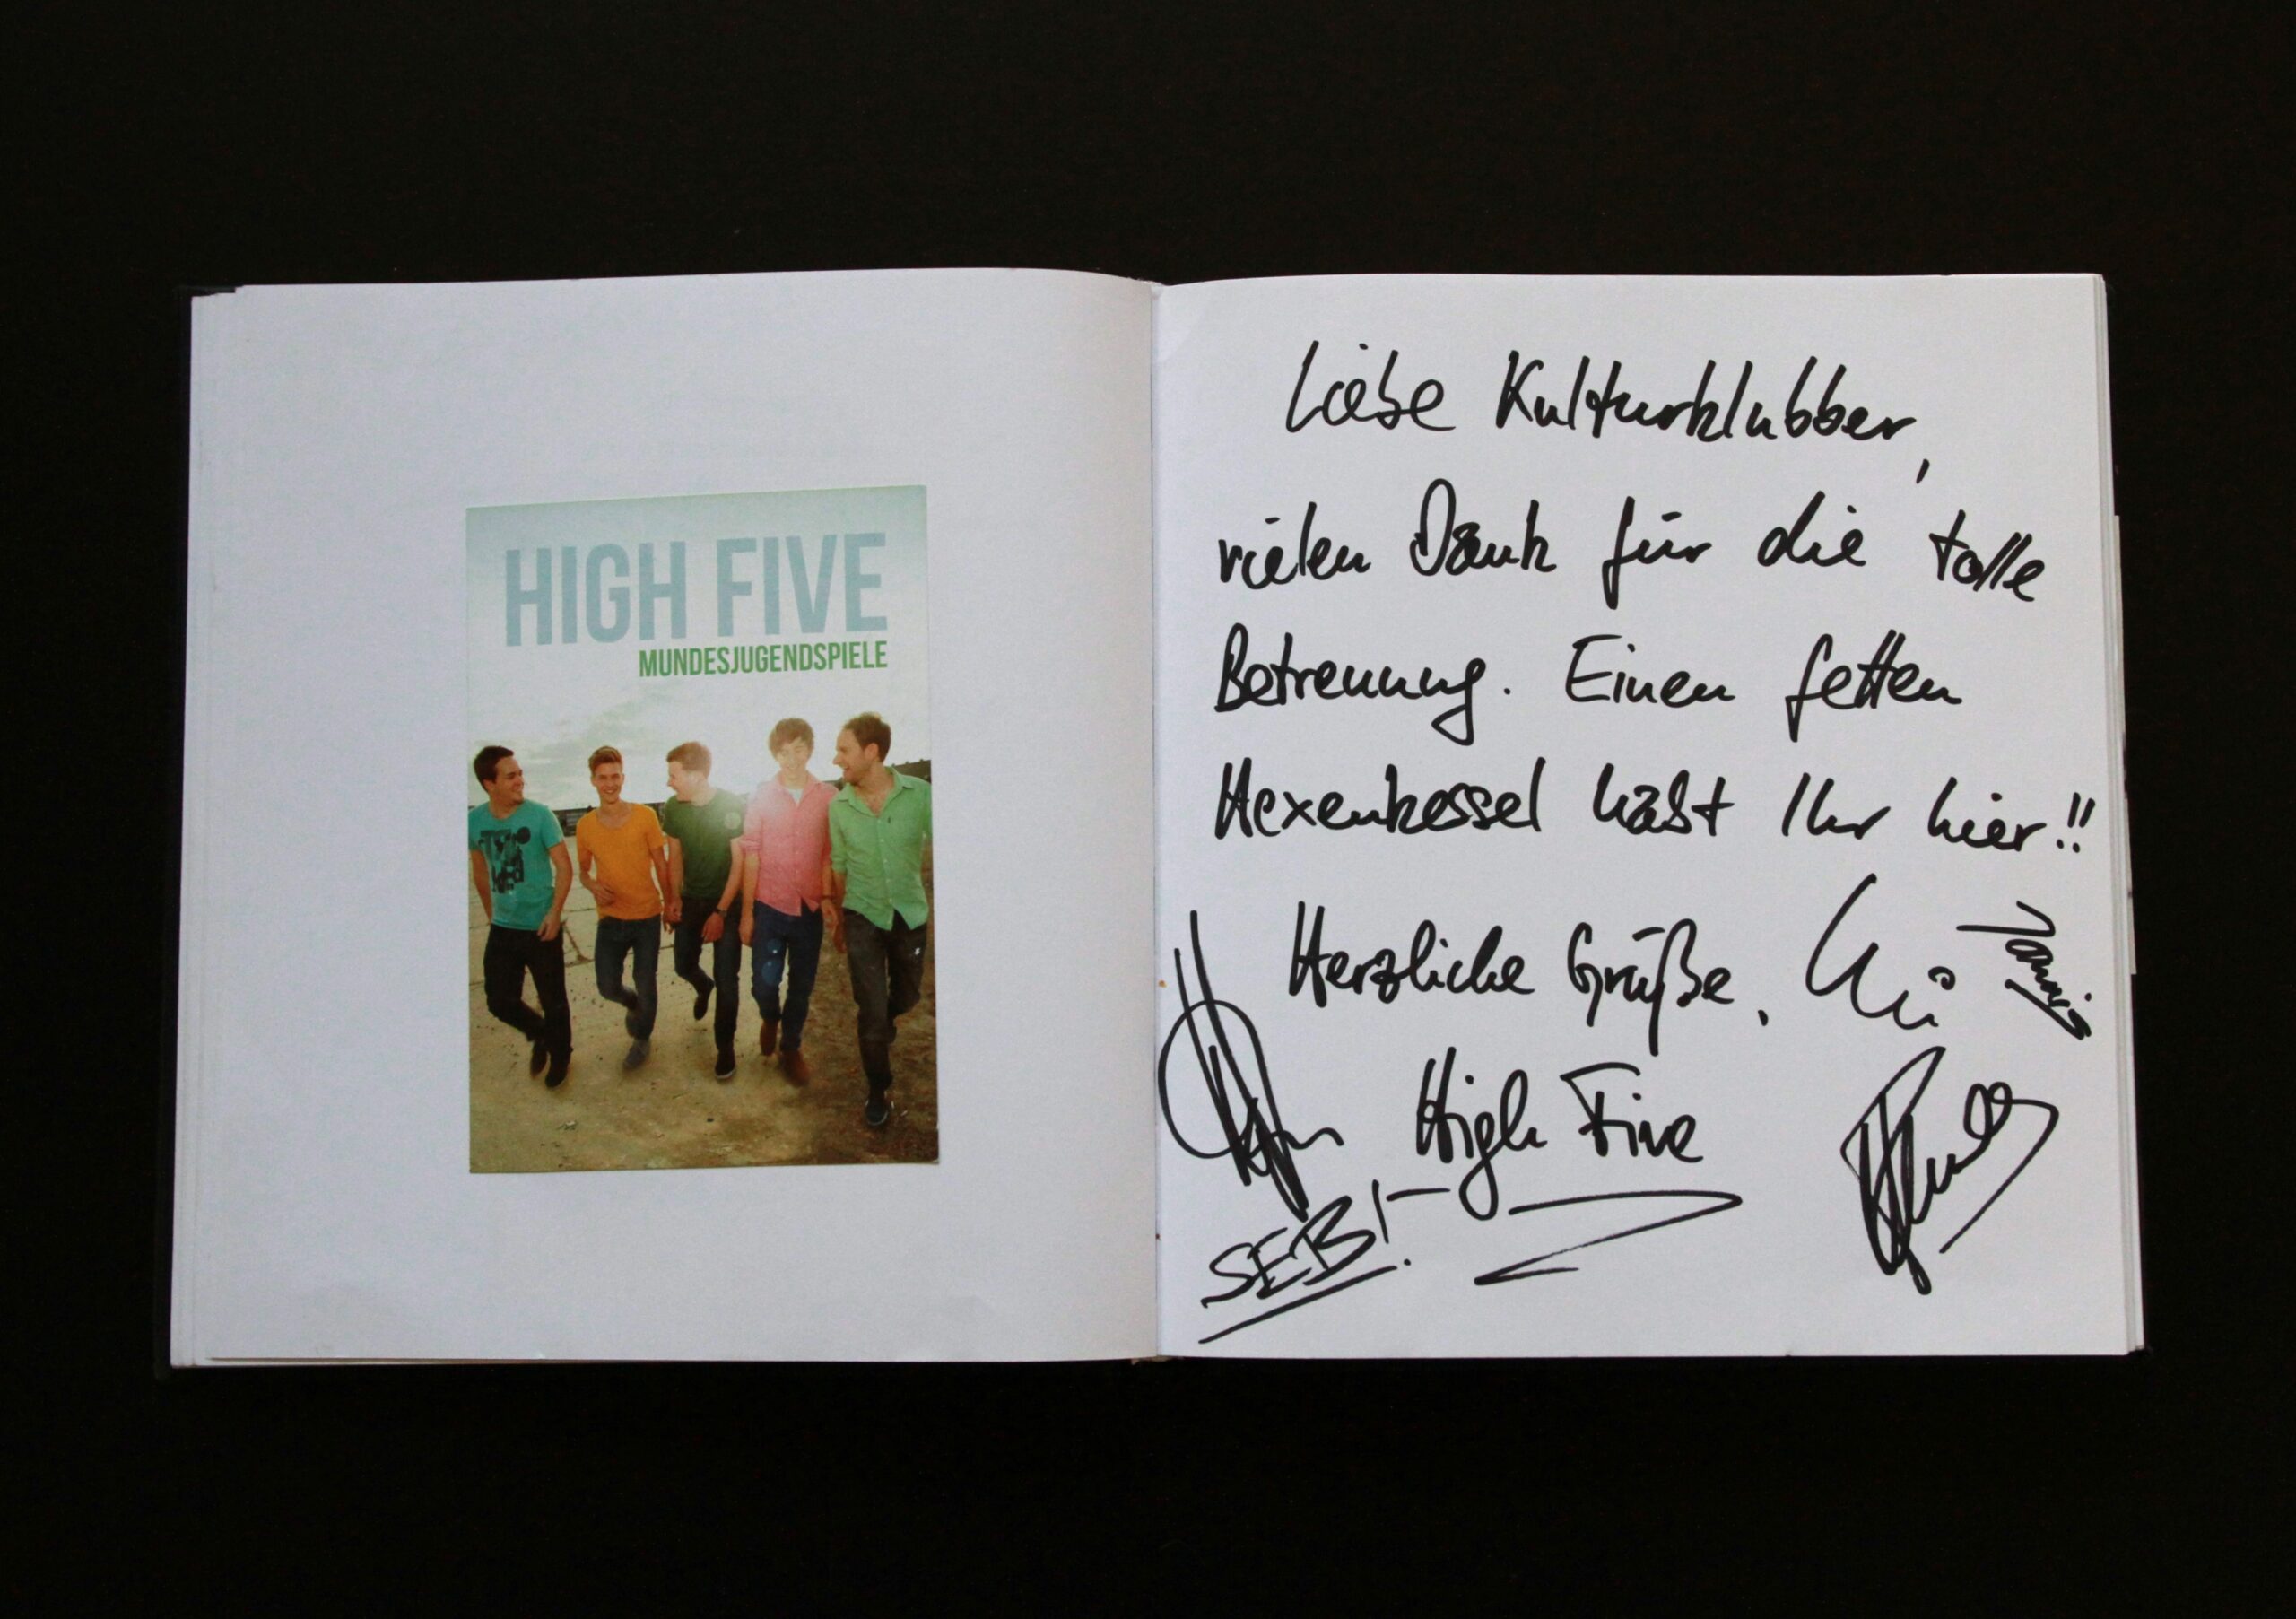 HIGH FIVE
MUNDESJUGENDSPIELE
Liebe Kulturklubber,
vielen Dank für die tolle
Betreuung. Einen fetten
Hexenkessel habt Ihr hier!!
Herzliche Grüße,
High Five
SEB!